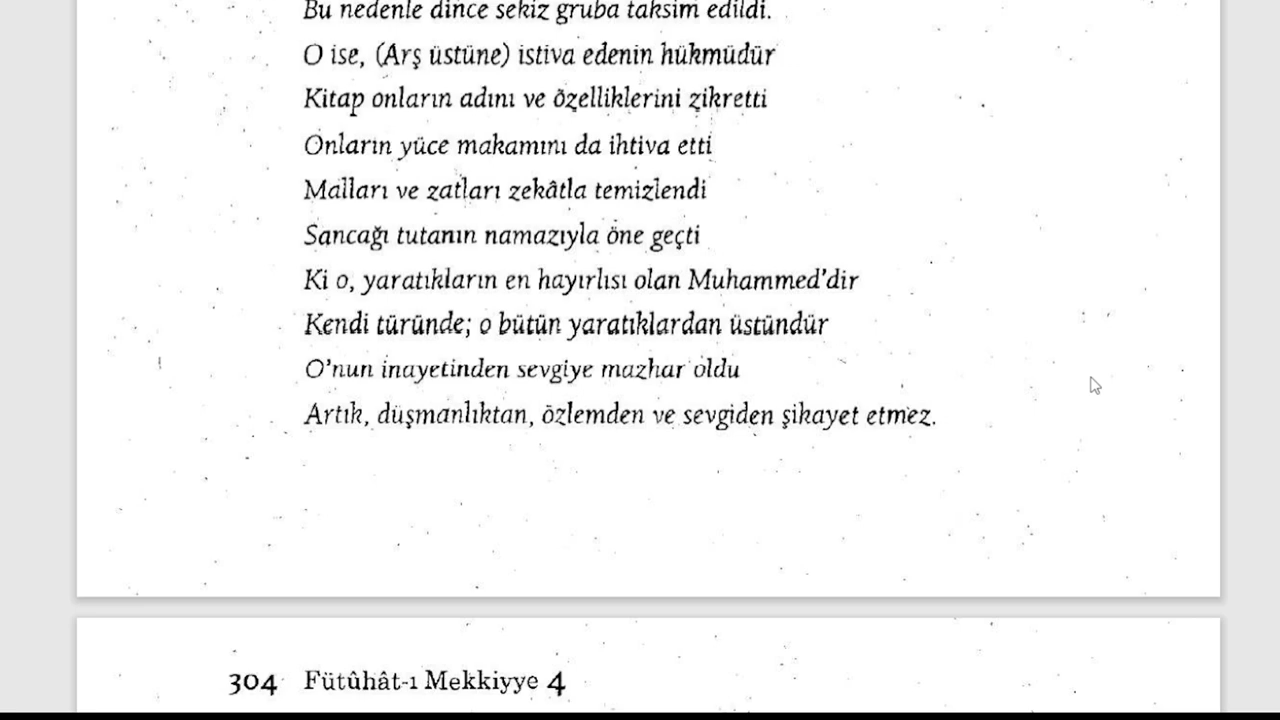 Bu nedenle dince sekiz gruba taksim edildi.
O ise, (Arş üstüne) istiva edenin hükmüdür
Kitap onların adını ve özelliklerini zikretti
Onların yüce makamını da ihtiva etti
Malları ve zatları zekâtla temizlendi
Sancağı tutanın namazıyla öne geçti
Ki o, yaratıkların en hayırlısı olan Muhammed'dir
Kendi türünde; o bütün yaratıklardan üstündür
O'nun inayetinden sevgiye mazhar oldu
Artık, düşmanlıktan, özlemden ve sevgiden şikayet etmez.
304 Fütûhât-ı Mekkiyye 4